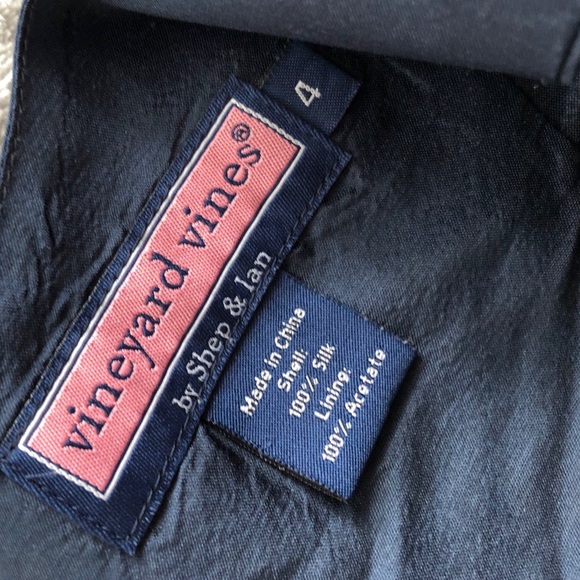 4
vineyard vines®
by Shep & Ian
Made in China
Shell:
100% Silk
Lining:
100% Acetate